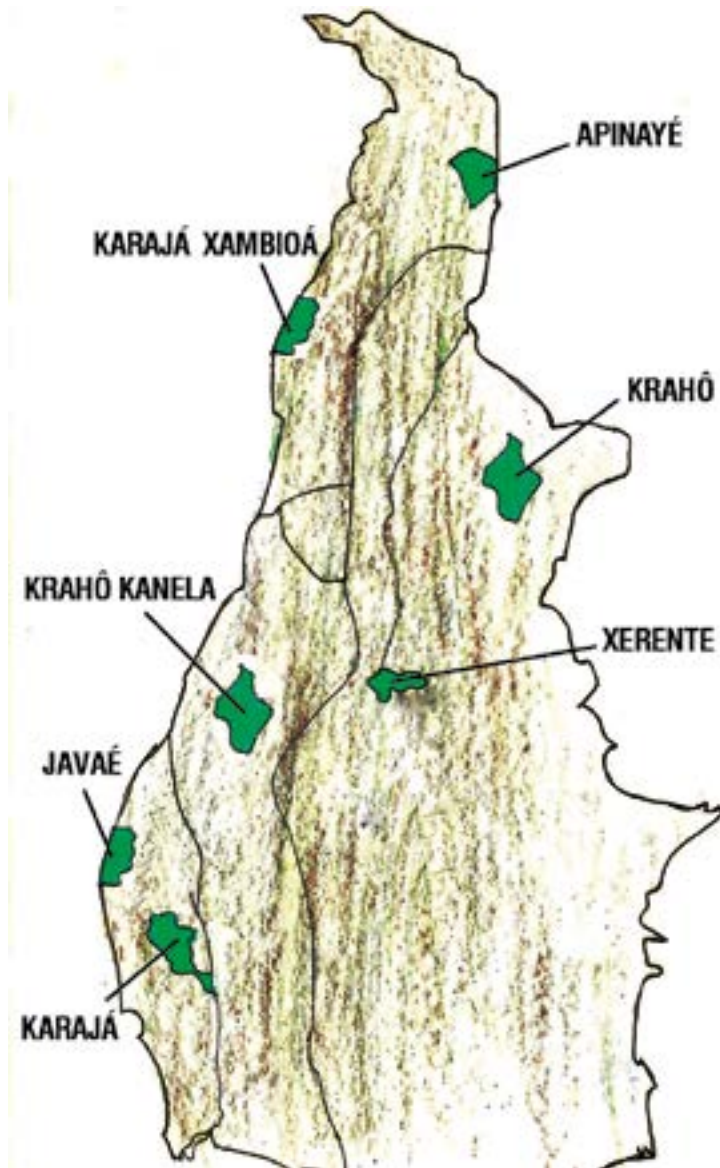 APINAYÉ
KARAJÁ XAMBIOÁ
KRAHÔ
KRAHÔ KANELA
XERENTE
JAVAÉ
KARAJÁ